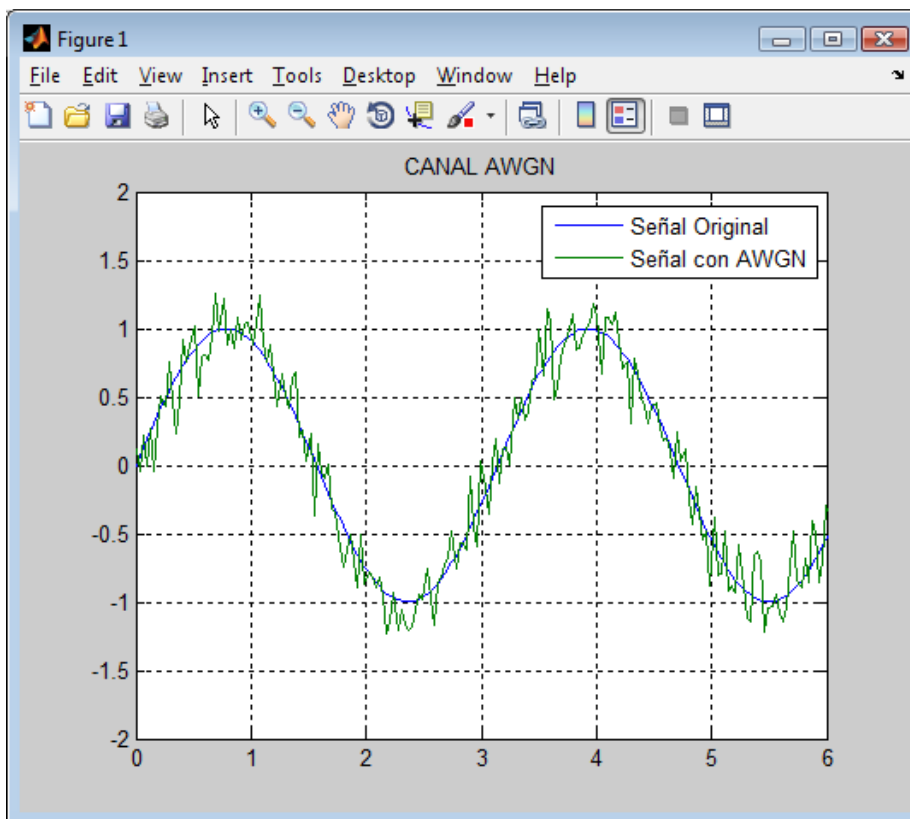 Figure 1
File Edit View Insert Tools Desktop Window Help
CANAL AWGN
Señal Original
Señal con AWGN
2
1.5
1
0.5
0
-0.5
-1
-1.5
-2
0 1 2 3 4 5 6